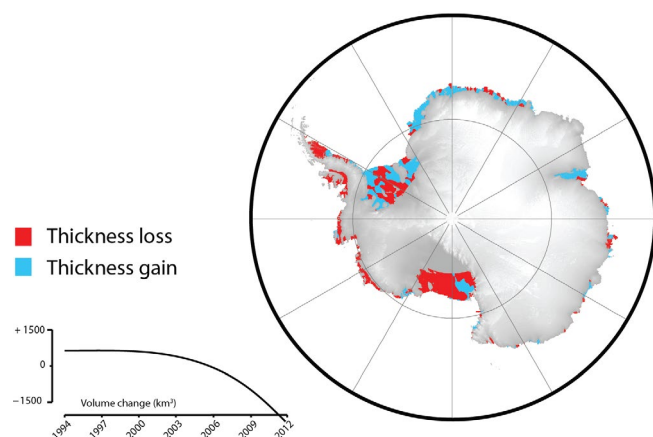 Thickness loss
Thickness gain
+1500
0
−1500
Volume change (km³)
1994 1997 2000 2003 2006 2009 2012